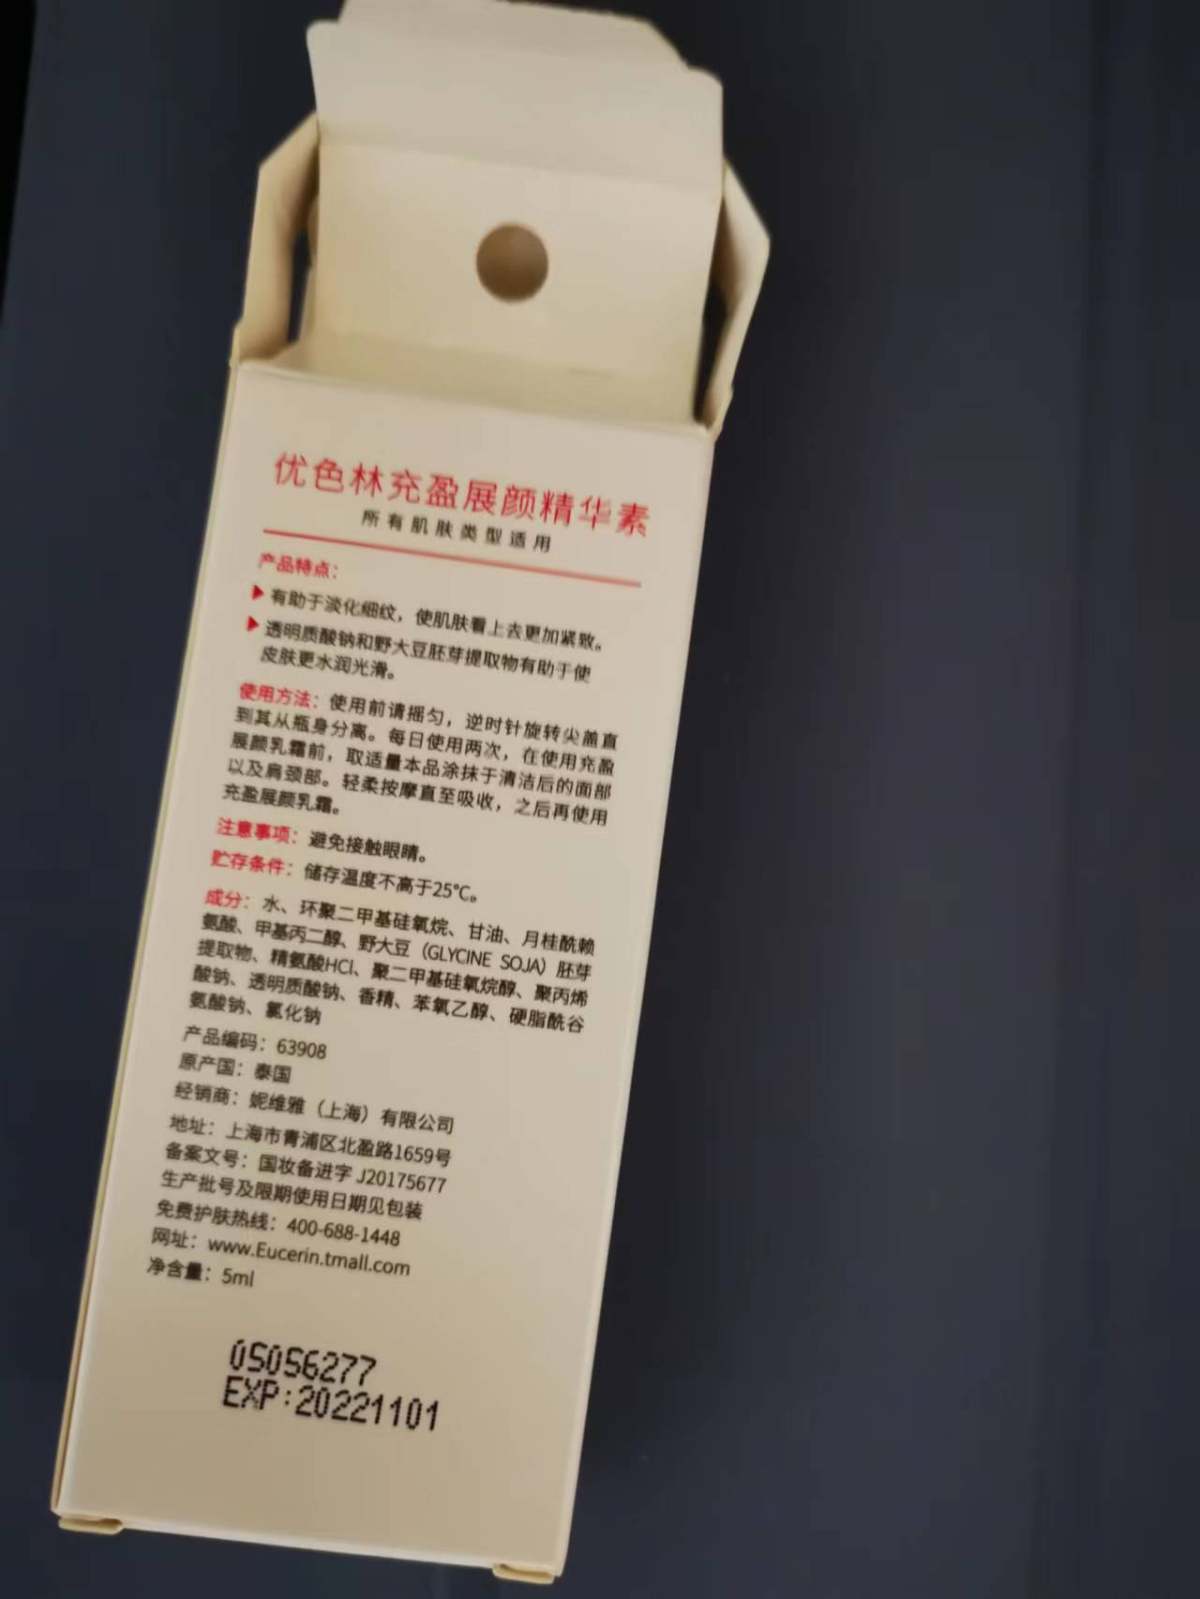 优色林充盈展颜精华素
所有肌肤类型适用
产品特点：
▶ 有助于淡化细纹，使肌肤看上去更加紧致。
▶ 透明质酸钠和野大豆胚芽提取物有助于使
皮肤更水润光滑。
使用方法：使用前请摇匀，逆时针旋转尖盖直
到其从瓶身分离。每日使用两次，在使用充盈
展颜乳霜前，取适量本品涂抹于清洁后的面部
以及肩颈部。轻柔按摩直至吸收，之后再使用
充盈展颜乳霜。
注意事项：避免接触眼睛。
贮存条件：储存温度不高于25℃。
成分：水、环聚二甲基硅氧烷、甘油、月桂酰赖
氨酸、甲基丙二醇、野大豆（GLYCINE SOJA）胚芽
提取物、精氨酸HCl、聚二甲基硅氧烷醇、聚丙烯
酸钠、透明质酸钠、香精、苯氧乙醇、硬脂酰谷
氨酸钠、氯化钠
产品编码：63908
原产国：泰国
经销商：妮维雅（上海）有限公司
地址：上海市青浦区北盈路1659号
备案文号：国妆备进字 J20175677
生产批号及限期使用日期见包装
免费护肤热线：400-688-1448
网址：www.Eucerin.tmall.com
净含量：5ml
05056277
EXP:20221101